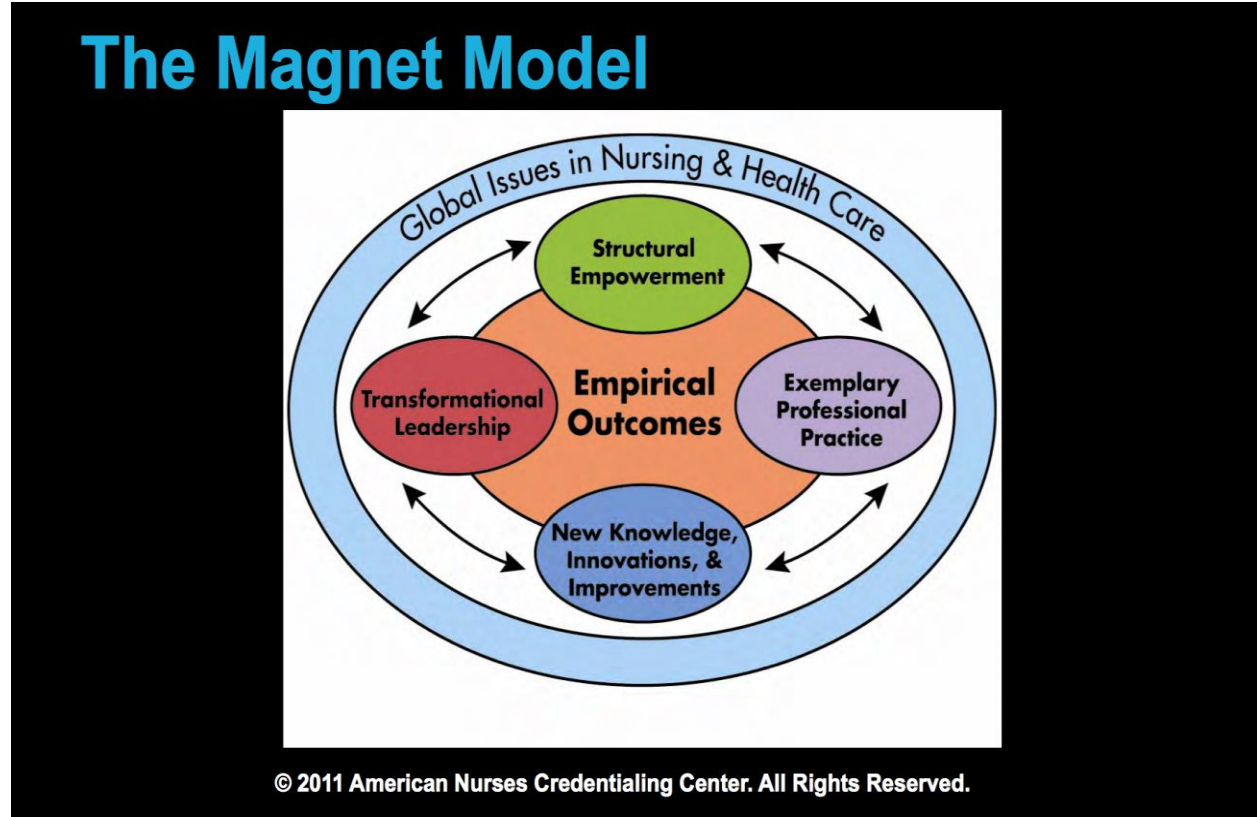 The Magnet Model
Global Issues in Nursing & Health Care
Structural
Empowerment
Transformational
Leadership
Empirical
Outcomes
Exemplary
Professional
Practice
New Knowledge,
Innovations, &
Improvements
© 2011 American Nurses Credentialing Center. All Rights Reserved.